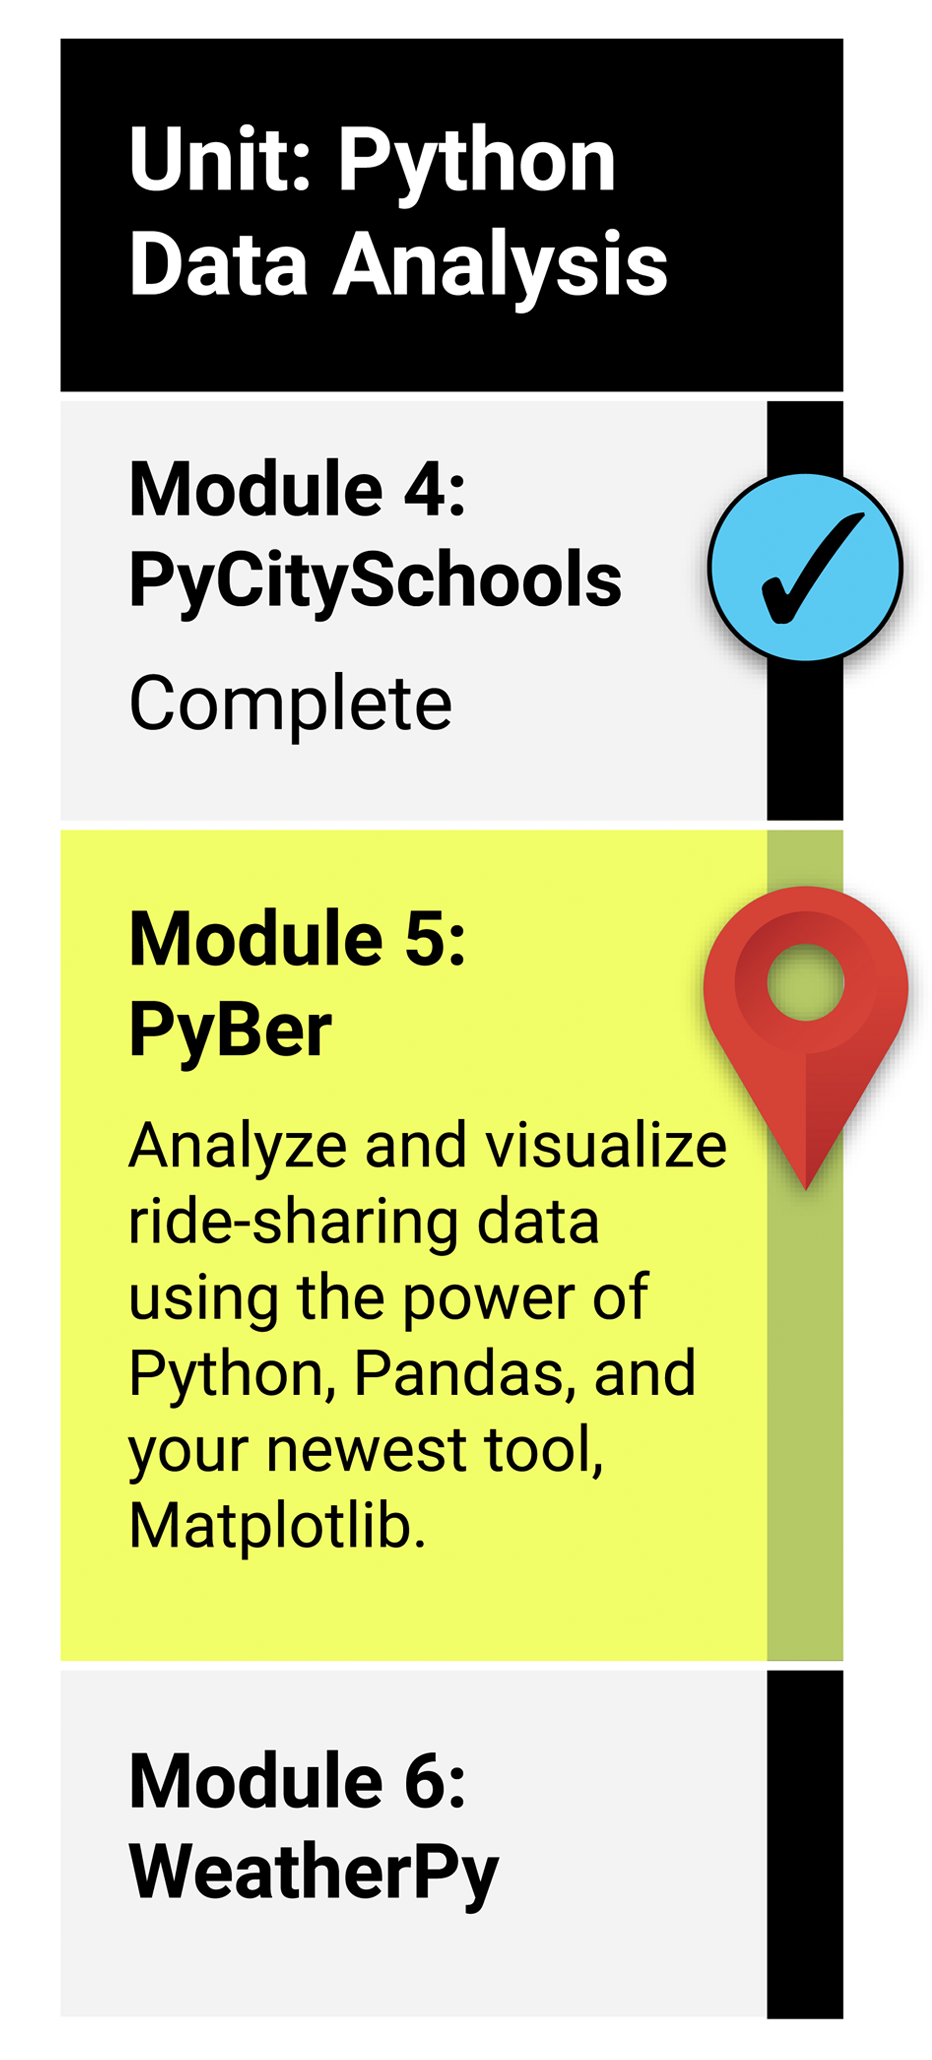 Unit: Python
Data Analysis
Module 4:
PyCitySchools
Complete
Module 5:
PyBer
Analyze and visualize
ride-sharing data
using the power of
Python, Pandas, and
your newest tool,
Matplotlib.
Module 6:
WeatherPy